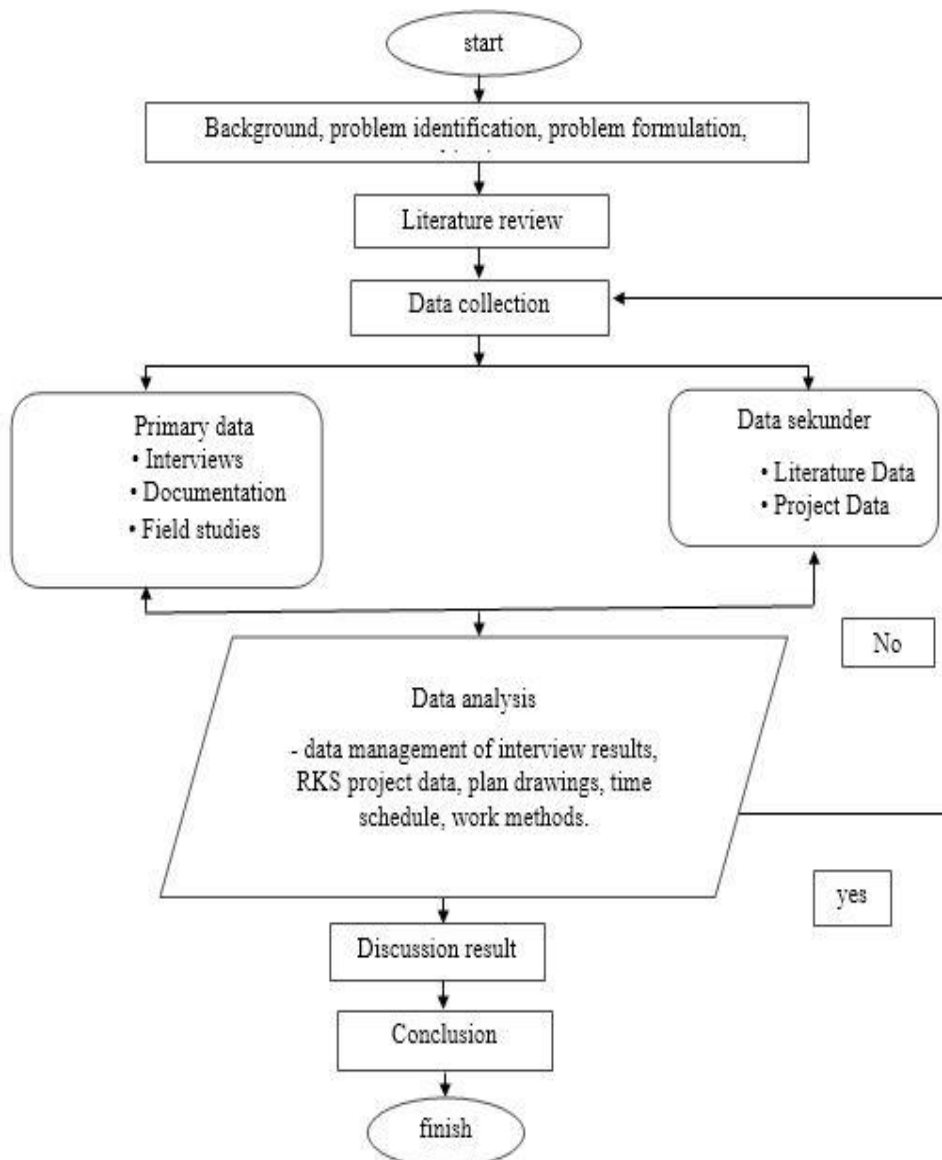 start
Background, problem identification, problem formulation,
Literature review
Data collection
Primary data
• Interviews
• Documentation
• Field studies
Data sekunder
• Literature Data
• Project Data
No
Data analysis
- data management of interview results,
RKS project data, plan drawings, time
schedule, work methods.
yes
Discussion result
Conclusion
finish